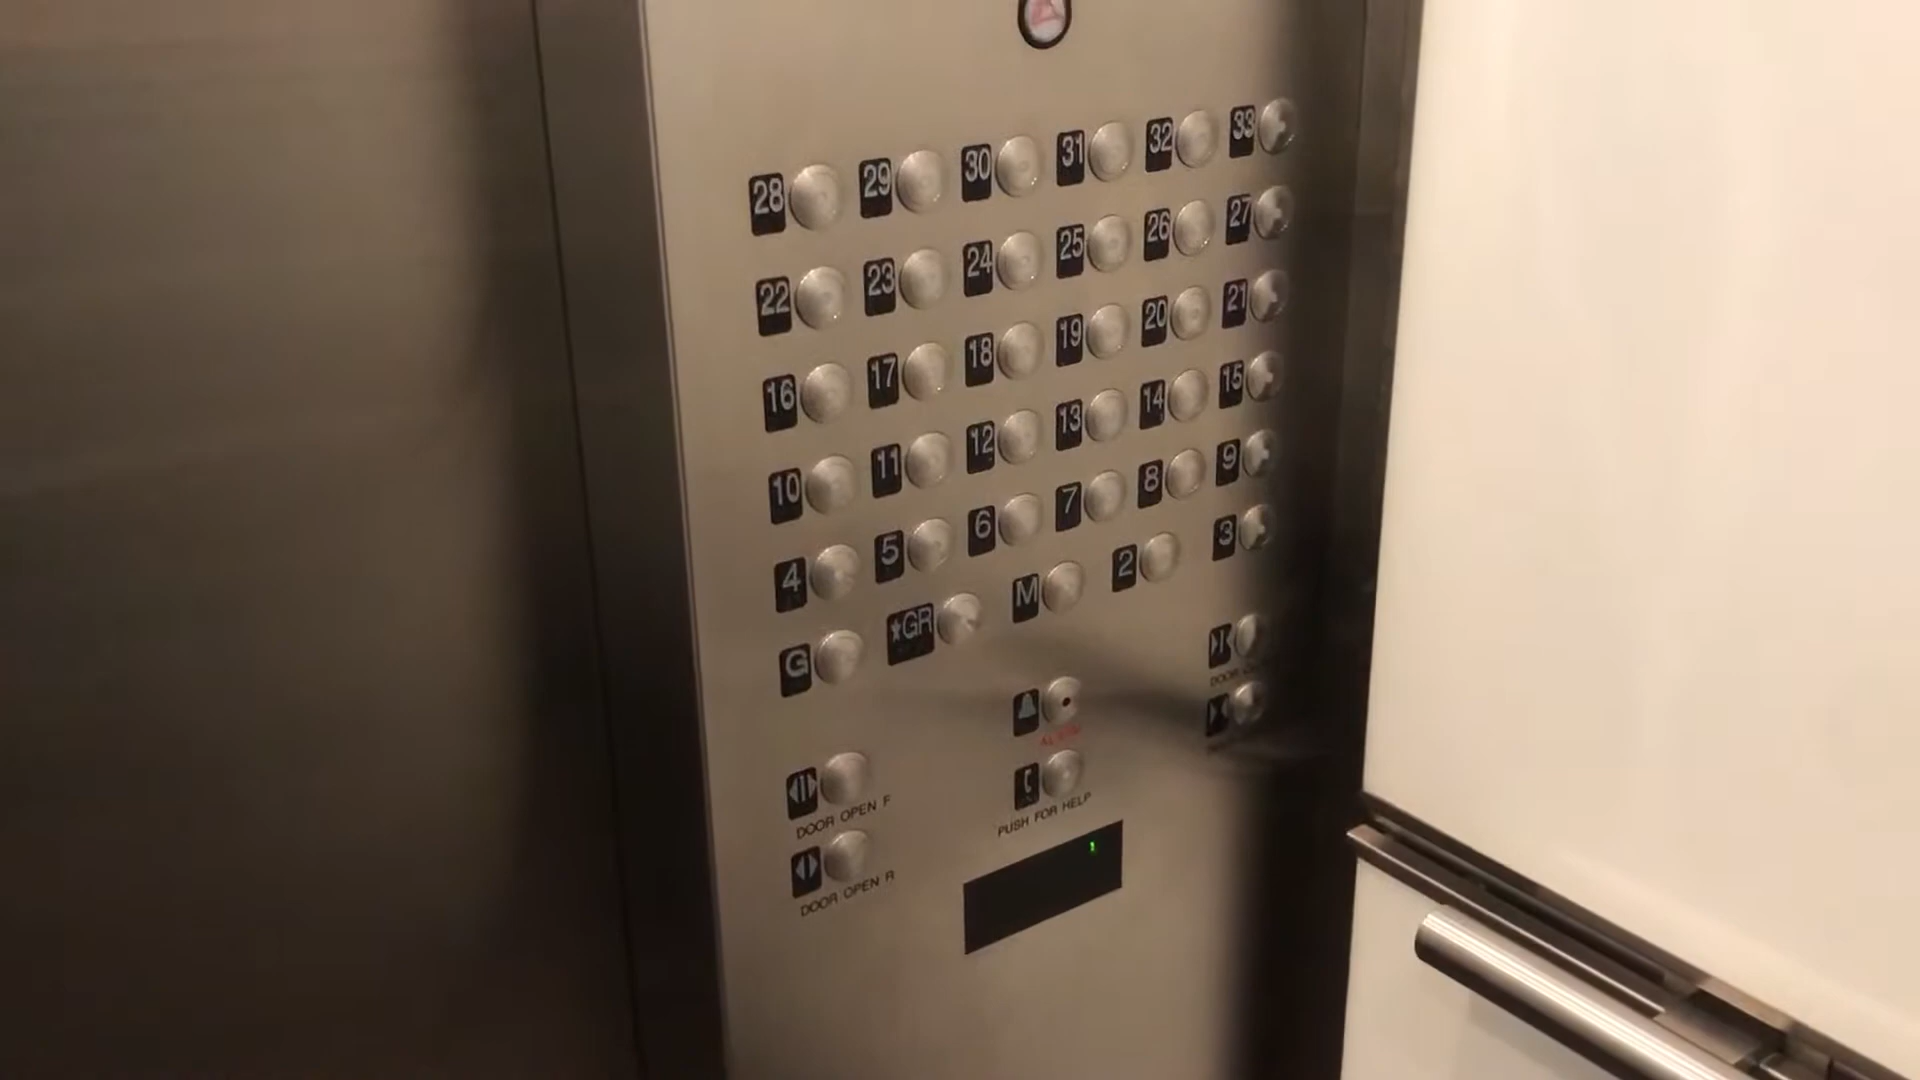 28 29 30 31 32 33
22 23 24 25 26 27
16 17 18 19 20 21
10 11 12 13 14 15
4 5 6 7 8 9
G ★GR M 2 3
ALARM
DOOR
DOOR OPEN F
PUSH FOR HELP
DOOR OPEN R